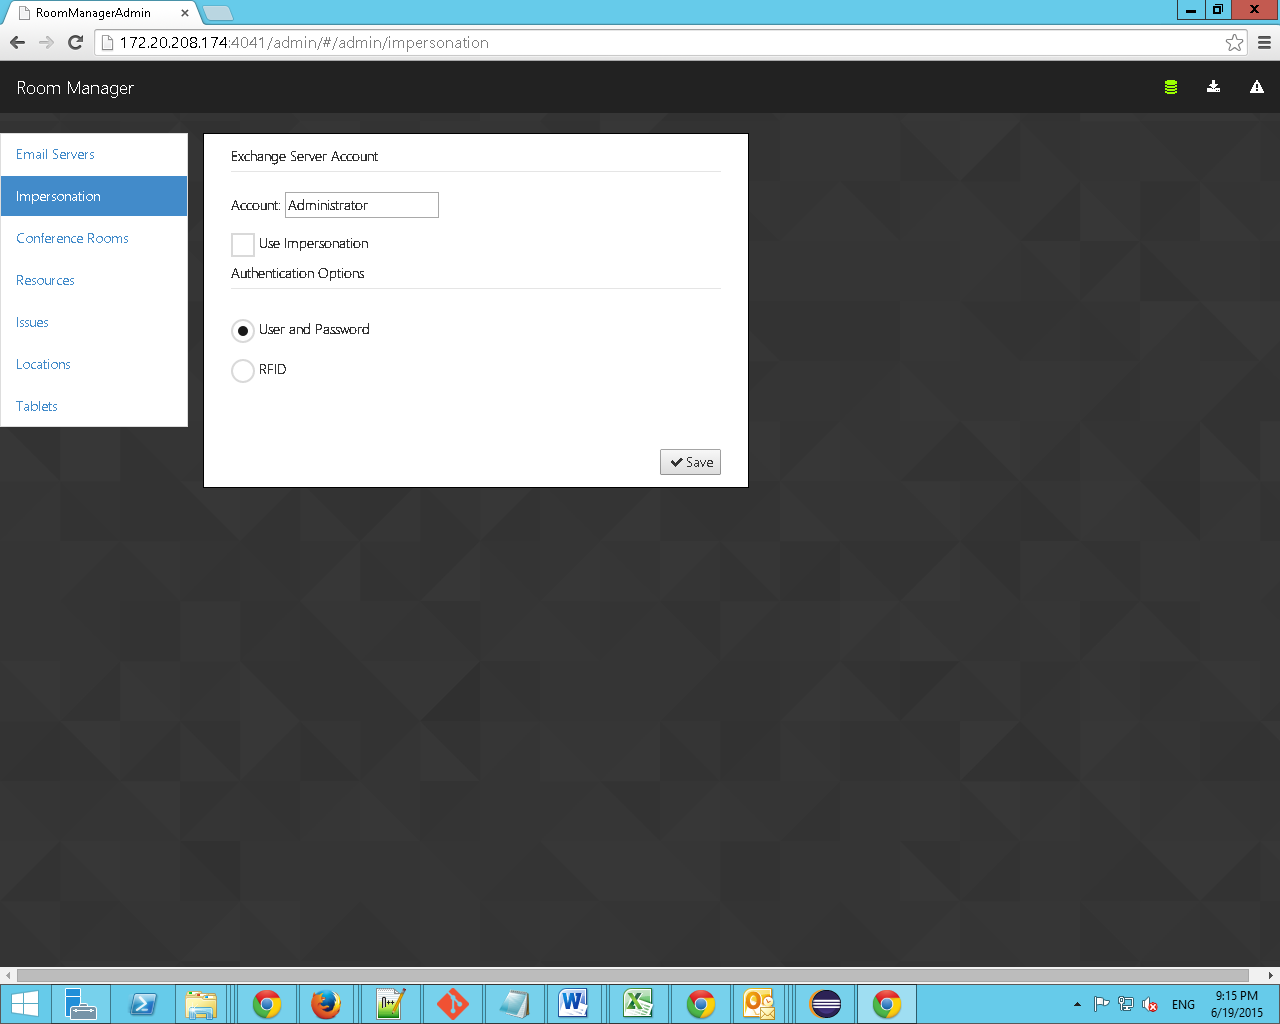 RoomManagerAdmin
172.20.208.174:4041/admin/#/admin/impersonation
Room Manager
Email Servers
Impersonation
Conference Rooms
Resources
Issues
Locations
Tablets
Exchange Server Account
Account: Administrator
Use Impersonation
Authentication Options
User and Password
RFID
Save
ENG
9:15 PM
6/19/2015